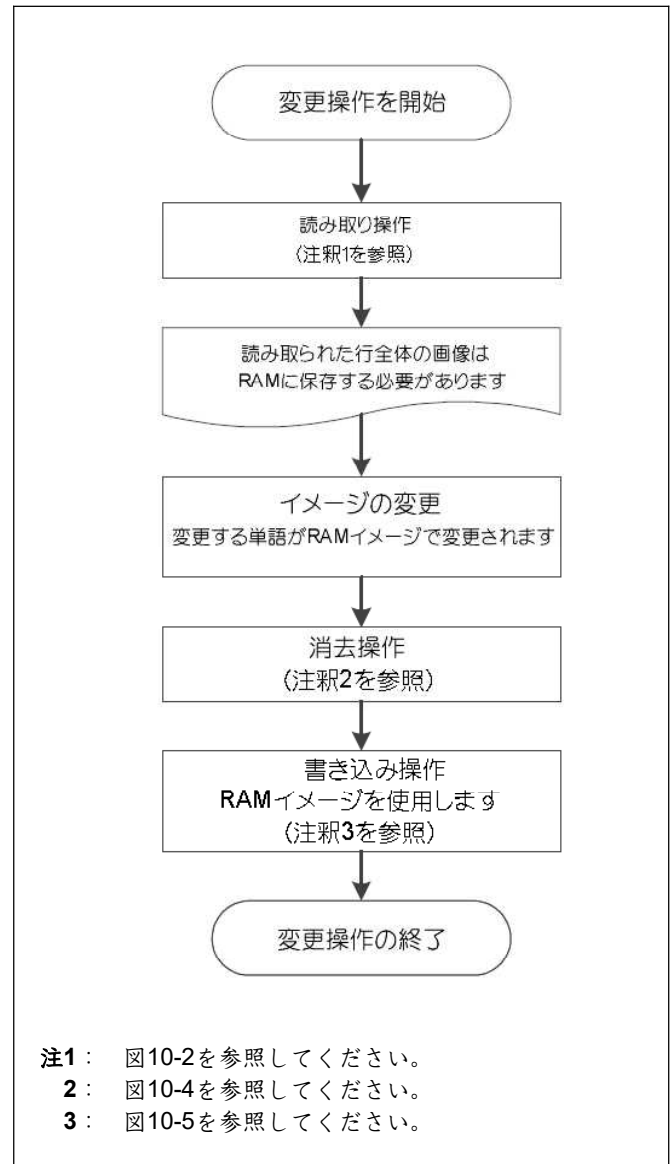 変更操作を開始
読み取り操作
(注釈1を参照)
読み取られた行全体の画像は
RAMに保存する必要があります
イメージの変更
変更する単語がRAMイメージで変更されます
消去操作
(注釈2を参照)
書き込み操作
RAMイメージを使用します
(注釈3を参照)
変更操作の終了
注1： 図10-2を参照してください。
2： 図10-4を参照してください。
3： 図10-5を参照してください。